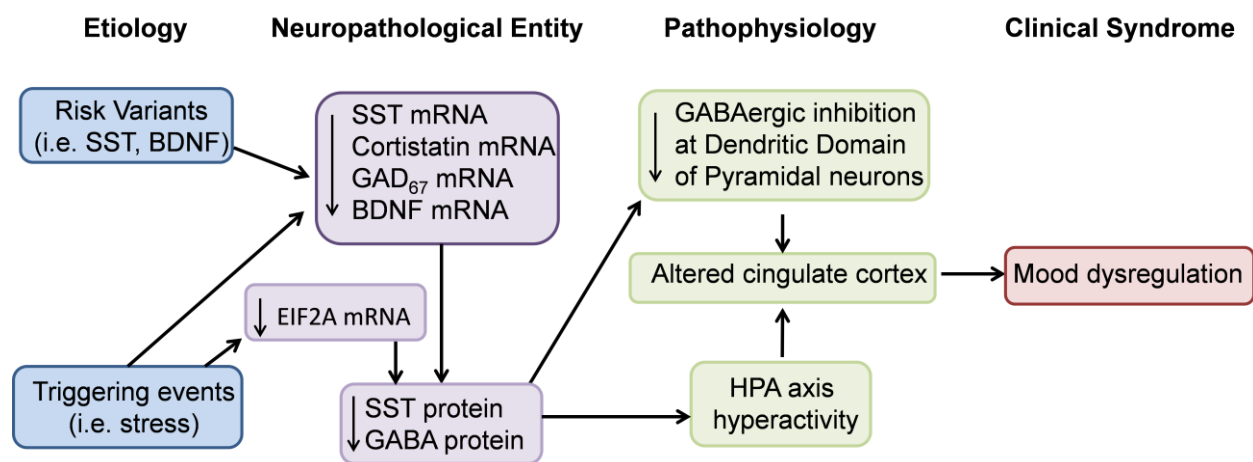 Etiology
Neuropathological Entity
Pathophysiology
Clinical Syndrome
Risk Variants
(i.e. SST, BDNF)
SST mRNA
Cortistatin mRNA
GAD₆₇ mRNA
BDNF mRNA
GABAergic inhibition
at Dendritic Domain
of Pyramidal neurons
Altered cingulate cortex
Mood dysregulation
EIF2A mRNA
Triggering events
(i.e. stress)
SST protein
GABA protein
HPA axis
hyperactivity